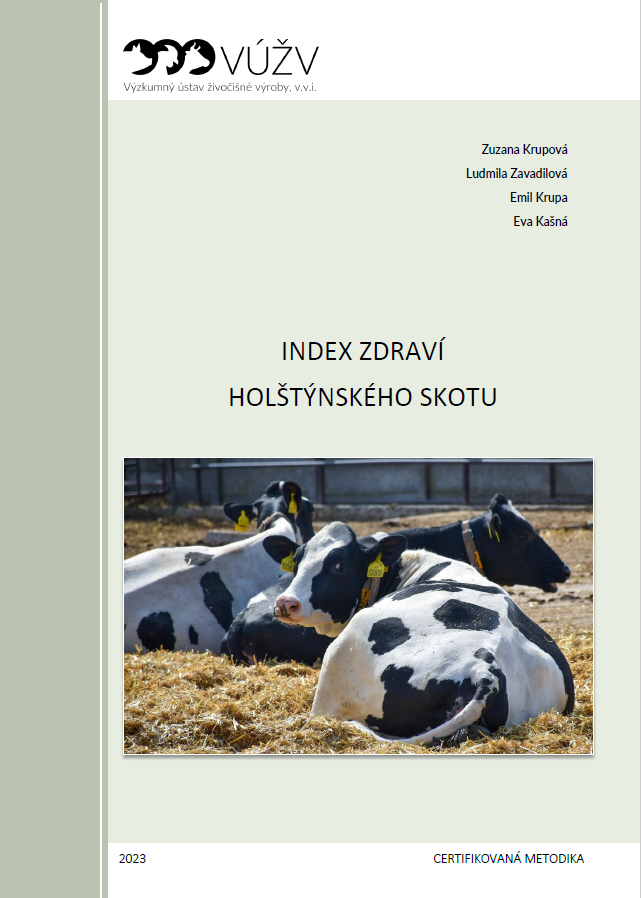 VÚŽV
Výzkumný ústav živočišné výroby, v.v.i.
Zuzana Krupová
Ludmila Zavadilová
Emil Krupa
Eva Kašná
INDEX ZDRAVÍ
HOLŠTÝNSKÉHO SKOTU
2023
CERTIFIKOVANÁ METODIKA